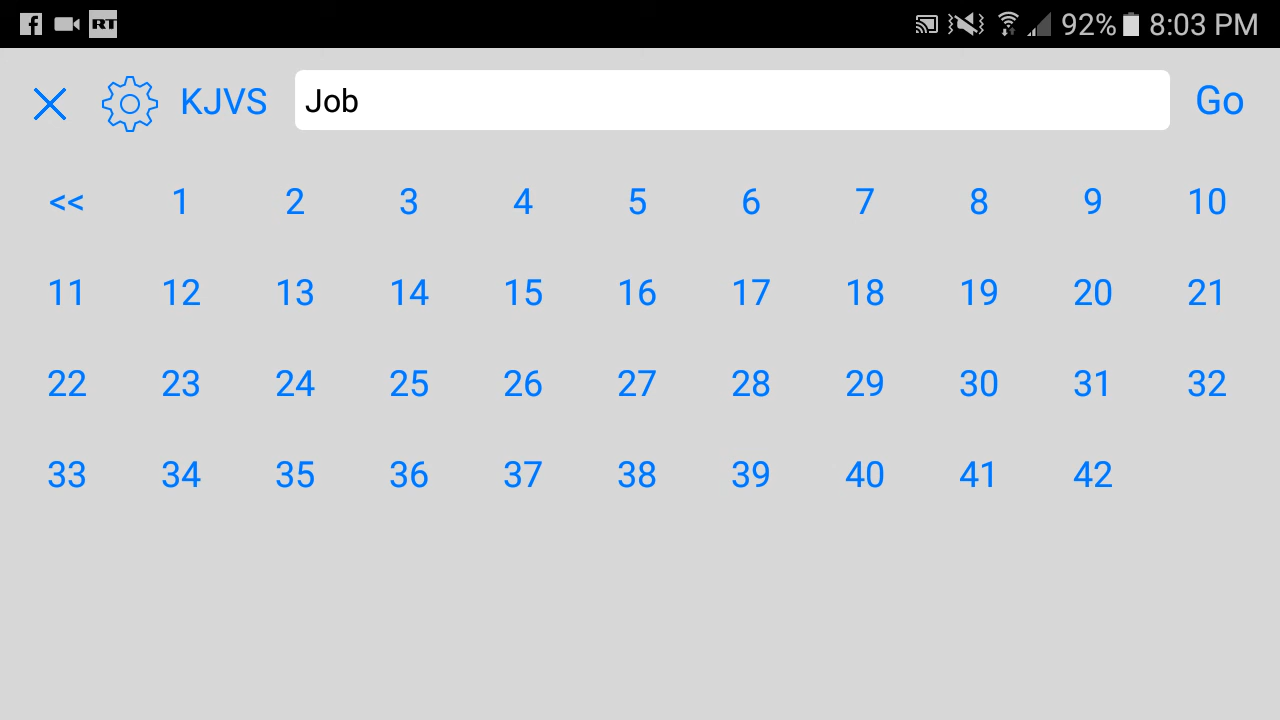 f RT 92% 8:03 PM
KJVS Job Go
<< 1 2 3 4 5 6 7 8 9 10
11 12 13 14 15 16 17 18 19 20 21
22 23 24 25 26 27 28 29 30 31 32
33 34 35 36 37 38 39 40 41 42